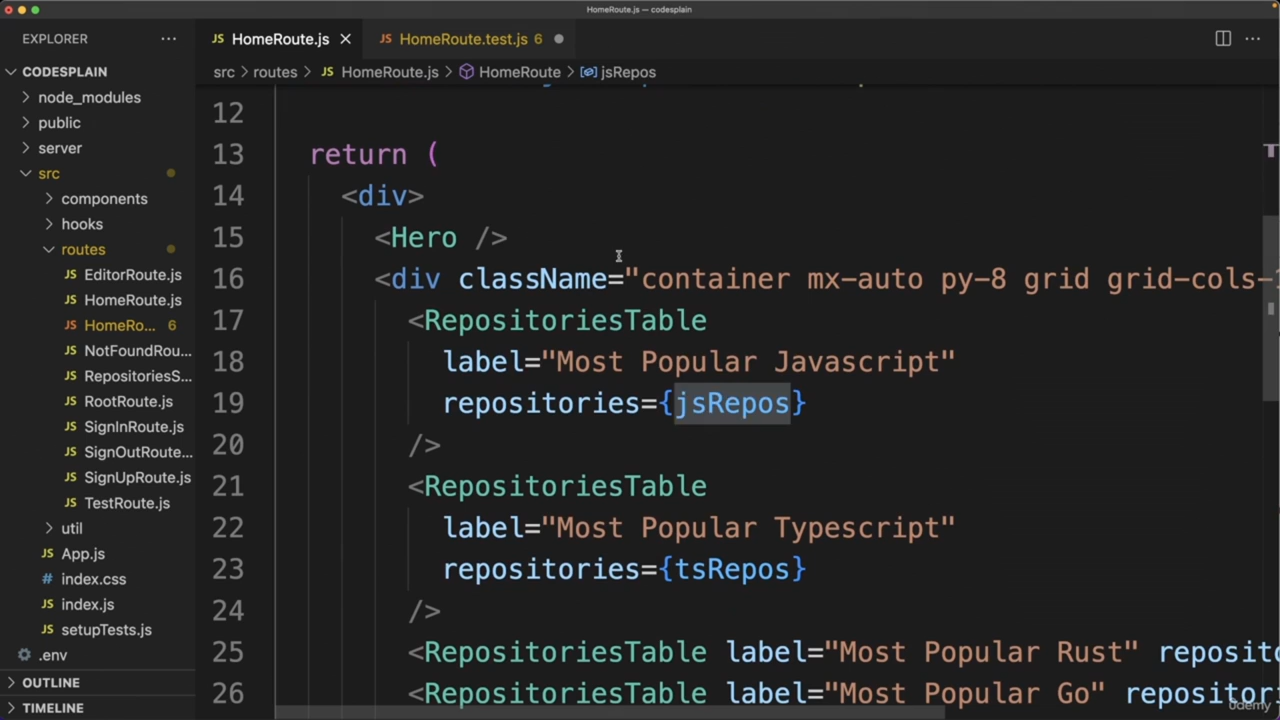 HomeRoute.js — codesplain
EXPLORER
CODESPLAIN
node_modules
public
server
src
components
hooks
routes
EditorRoute.js
HomeRoute.js
HomeRo... 6
NotFoundRou...
RepositoriesS...
RootRoute.js
SignInRoute.js
SignOutRoute...
SignUpRoute.js
TestRoute.js
util
App.js
index.css
index.js
setupTests.js
.env
OUTLINE
TIMELINE
JS HomeRoute.js
JS HomeRoute.test.js 6
src > routes > JS HomeRoute.js > HomeRoute > jsRepos
12
13 return (
14 <div>
15 <Hero />
16 <div className="container mx-auto py-8 grid grid-cols-
17 <RepositoriesTable
18 label="Most Popular Javascript"
19 repositories={jsRepos}
20 />
21 <RepositoriesTable
22 label="Most Popular Typescript"
23 repositories={tsRepos}
24 />
25 <RepositoriesTable label="Most Popular Rust" reposito
26 <RepositoriesTable label="Most Popular Go" repositor
udemy